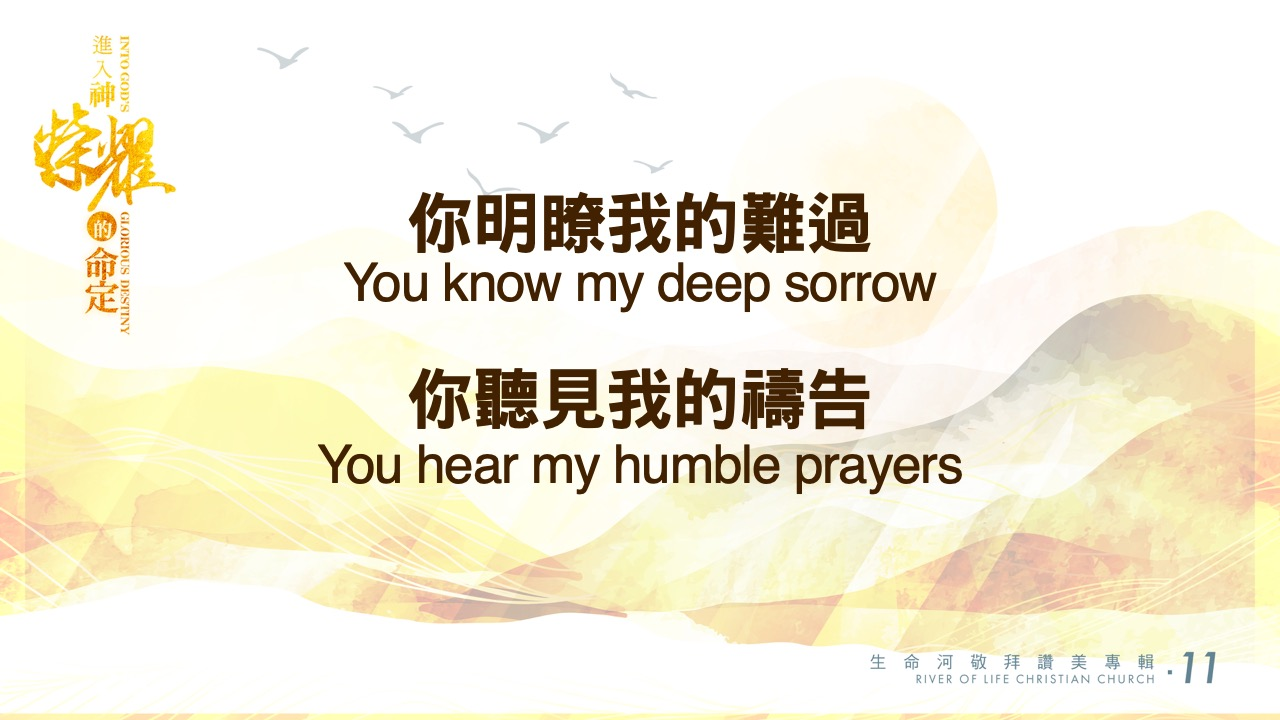 進入神
榮耀
的
命定
INTO GOD'S
GLORIOUS DESTINY
你明瞭我的難過
You know my deep sorrow
你聽見我的禱告
You hear my humble prayers
生命河敬拜讚美專輯
RIVER OF LIFE CHRISTIAN CHURCH
·11